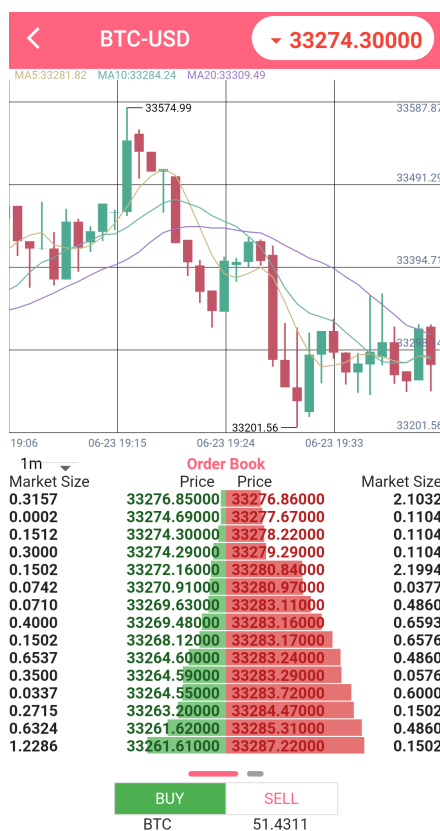 BTC-USD 33274.30000
MA5:33281.82 MA10:33284.24 MA20:33309.49
33574.99
33587.87
33491.29
33394.71
33201.56
33201.56
19:06 06-23 19:15 06-23 19:24 06-23 19:33
1m Order Book
Market Size Price Price Market Size
0.3157 33276.85000 33276.86000 2.1032
0.0002 33274.69000 33277.67000 0.1104
0.1512 33274.30000 33278.22000 0.1104
0.3000 33274.29000 33279.29000 0.1104
0.1502 33272.16000 33280.84000 2.1994
0.0742 33270.91000 33280.97000 0.0377
0.0710 33269.63000 33283.11000 0.4860
0.4000 33269.48000 33283.16000 0.6593
0.1502 33268.12000 33283.17000 0.6576
0.6537 33264.60000 33283.24000 0.4860
0.3500 33264.59000 33283.29000 0.0576
0.0337 33264.55000 33283.72000 0.6000
0.2715 33263.20000 33284.47000 0.1502
0.6324 33261.62000 33285.31000 0.4860
1.2286 33261.61000 33287.22000 0.1502
BUY SELL
BTC 51.4311